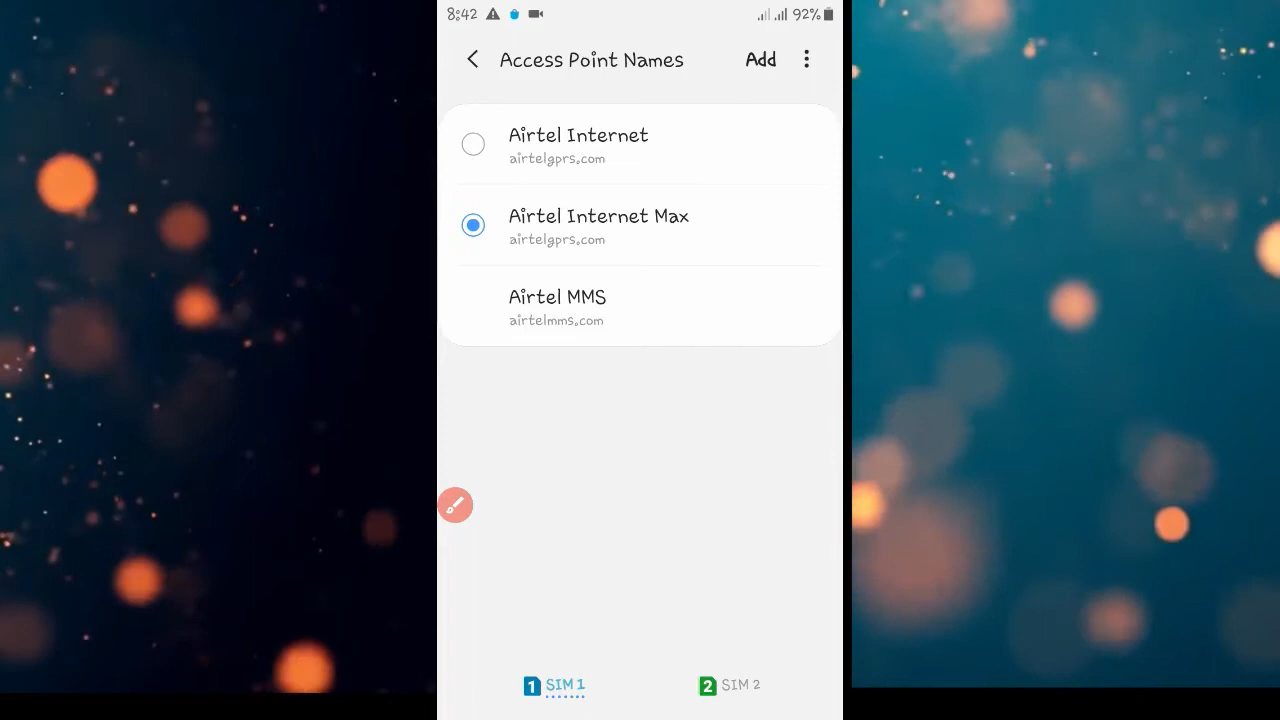 8:42 92%
Access Point Names Add
Airtel Internet
airtelgprs.com
Airtel Internet Max
airtelgprs.com
Airtel MMS
airtelmms.com
1 SIM 1 2 SIM 2